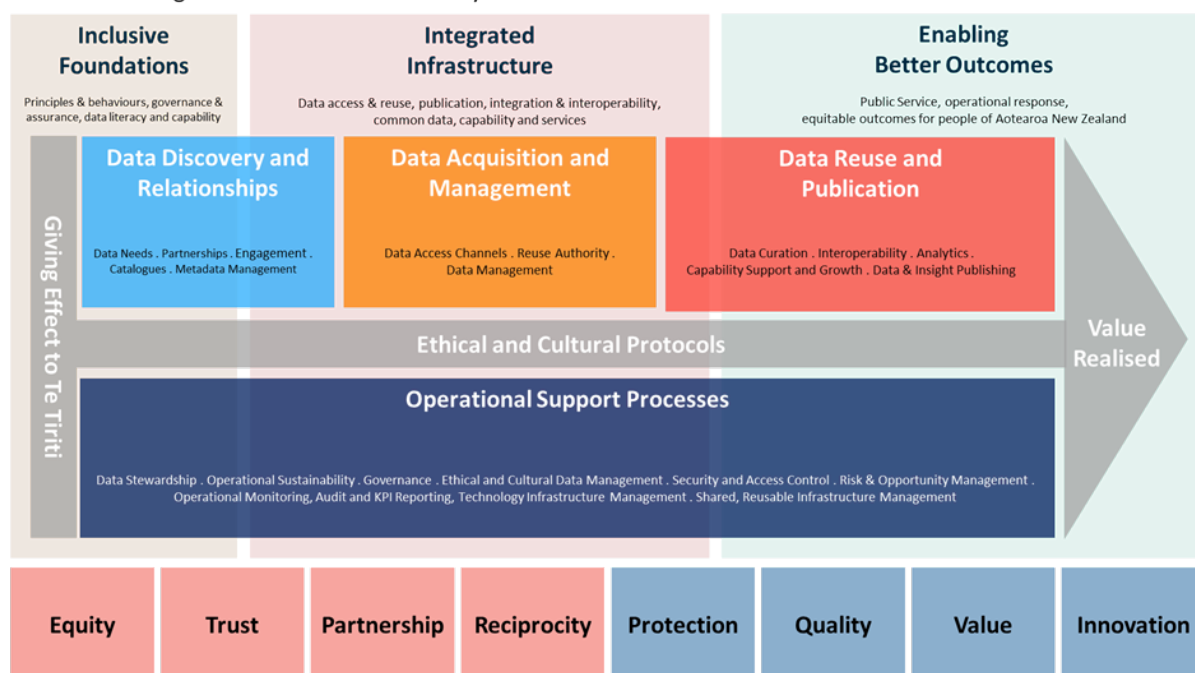 Inclusive
Foundations
Principles & behaviours, governance &
assurance, data literacy and capability
Integrated
Infrastructure
Data access & reuse, publication, integration & interoperability,
common data, capability and services
Enabling
Better Outcomes
Public Service, operational response,
equitable outcomes for people of Aotearoa New Zealand
Giving Effect to Te Tiriti
Data Discovery and
Relationships
Data Needs . Partnerships . Engagement .
Catalogues . Metadata Management
Data Acquisition and
Management
Data Access Channels . Reuse Authority .
Data Management
Data Reuse and
Publication
Data Curation . Interoperability . Analytics .
Capability Support and Growth . Data & Insight Publishing
Ethical and Cultural Protocols
Value
Realised
Operational Support Processes
Data Stewardship . Operational Sustainability . Governance . Ethical and Cultural Data Management . Security and Access Control . Risk & Opportunity Management .
Operational Monitoring, Audit and KPI Reporting, Technology Infrastructure Management . Shared, Reusable Infrastructure Management
Equity
Trust
Partnership
Reciprocity
Protection
Quality
Value
Innovation